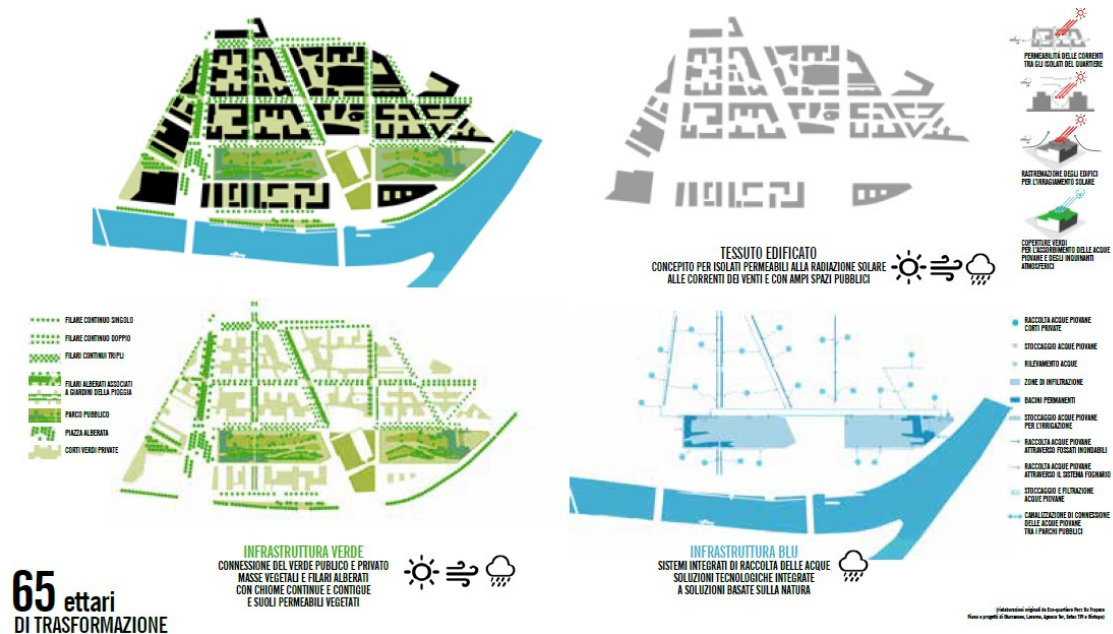 PERMEABILITÀ DELLE CORRENTI
TRA GLI ISOLATI DEL QUARTIERE
RASTREMAZIONE DEGLI EDIFICI
PER L'IRRAGIAMENTO SOLARE
COPERTURE VERDI
PER L'ASSORBIMENTO DELLE ACQUE
PIOVANE E DEGLI INQUINANTI
ATMOSFERICI
TESSUTO EDIFICATO
CONCEPITO PER ISOLATI PERMEABILI ALLA RADIAZIONE SOLARE
ALLE CORRENTI DEI VENTI E CON AMPI SPAZI PUBBLICI
FILARE CONTINUO SINGOLO
FILARE CONTINUO DOPPIO
FILARI CONTINUI TRIPLI
FILARI ALBERATI ASSOCIATI
A GIARDINI DELLA PIOGGIA
PARCO PUBBLICO
PIAZZA ALBERATA
CORTI VERDI PRIVATE
INFRASTRUTTURA VERDE
CONNESSIONE DEL VERDE PUBLICO E PRIVATO
MASSE VEGETALI E FILARI ALBERATI
CON CHIOME CONTINUE E CONTIGUE
E SUOLI PERMEABILI VEGETATI
65 ettari
DI TRASFORMAZIONE
RACCOLTA ACQUE PIOVANE
CORTI PRIVATE
STOCCAGGIO ACQUE PIOVANE
RILEVAMENTO ACQUE
ZONE DI INFILTRAZIONE
BACINI PERMANENTI
STOCCAGGIO ACQUE PIOVANE
PER L'IRRIGAZIONE
RACCOLTA ACQUE PIOVANE
ATTRAVERSO FOSSATI INONDABILI
RACCOLTA ACQUE PIOVANE
ATTRAVERSO IL SISTEMA FOGNARIO
STOCCAGGIO E FILTRAZIONE
ACQUE PIOVANE
CANALIZZAZIONE DI CONNESSIONE
DELLE ACQUE PIOVANE
TRA I PARCHI PUBBLICI
INFRASTRUTTURA BLU
SISTEMI INTEGRATI DI RACCOLTA DELLE ACQUE
SOLUZIONI TECNOLOGICHE INTEGRATE
A SOLUZIONI BASATE SULLA NATURA